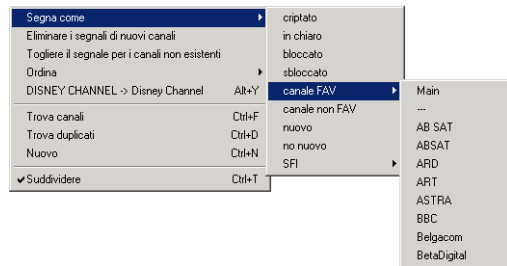 Segna come
Eliminare i segnali di nuovi canali
Togliere il segnale per i canali non esistenti
Ordina
DISNEY CHANNEL -> Disney Channel Alt+Y
Trova canali Ctrl+F
Trova duplicati Ctrl+D
Nuovo Ctrl+N
Suddividere Ctrl+T
criptato
in chiaro
bloccato
sbloccato
canale FAV
canale non FAV
nuovo
no nuovo
SFI
Main
---
AB SAT
ABSAT
ARD
ART
ASTRA
BBC
Belgacom
BetaDigital